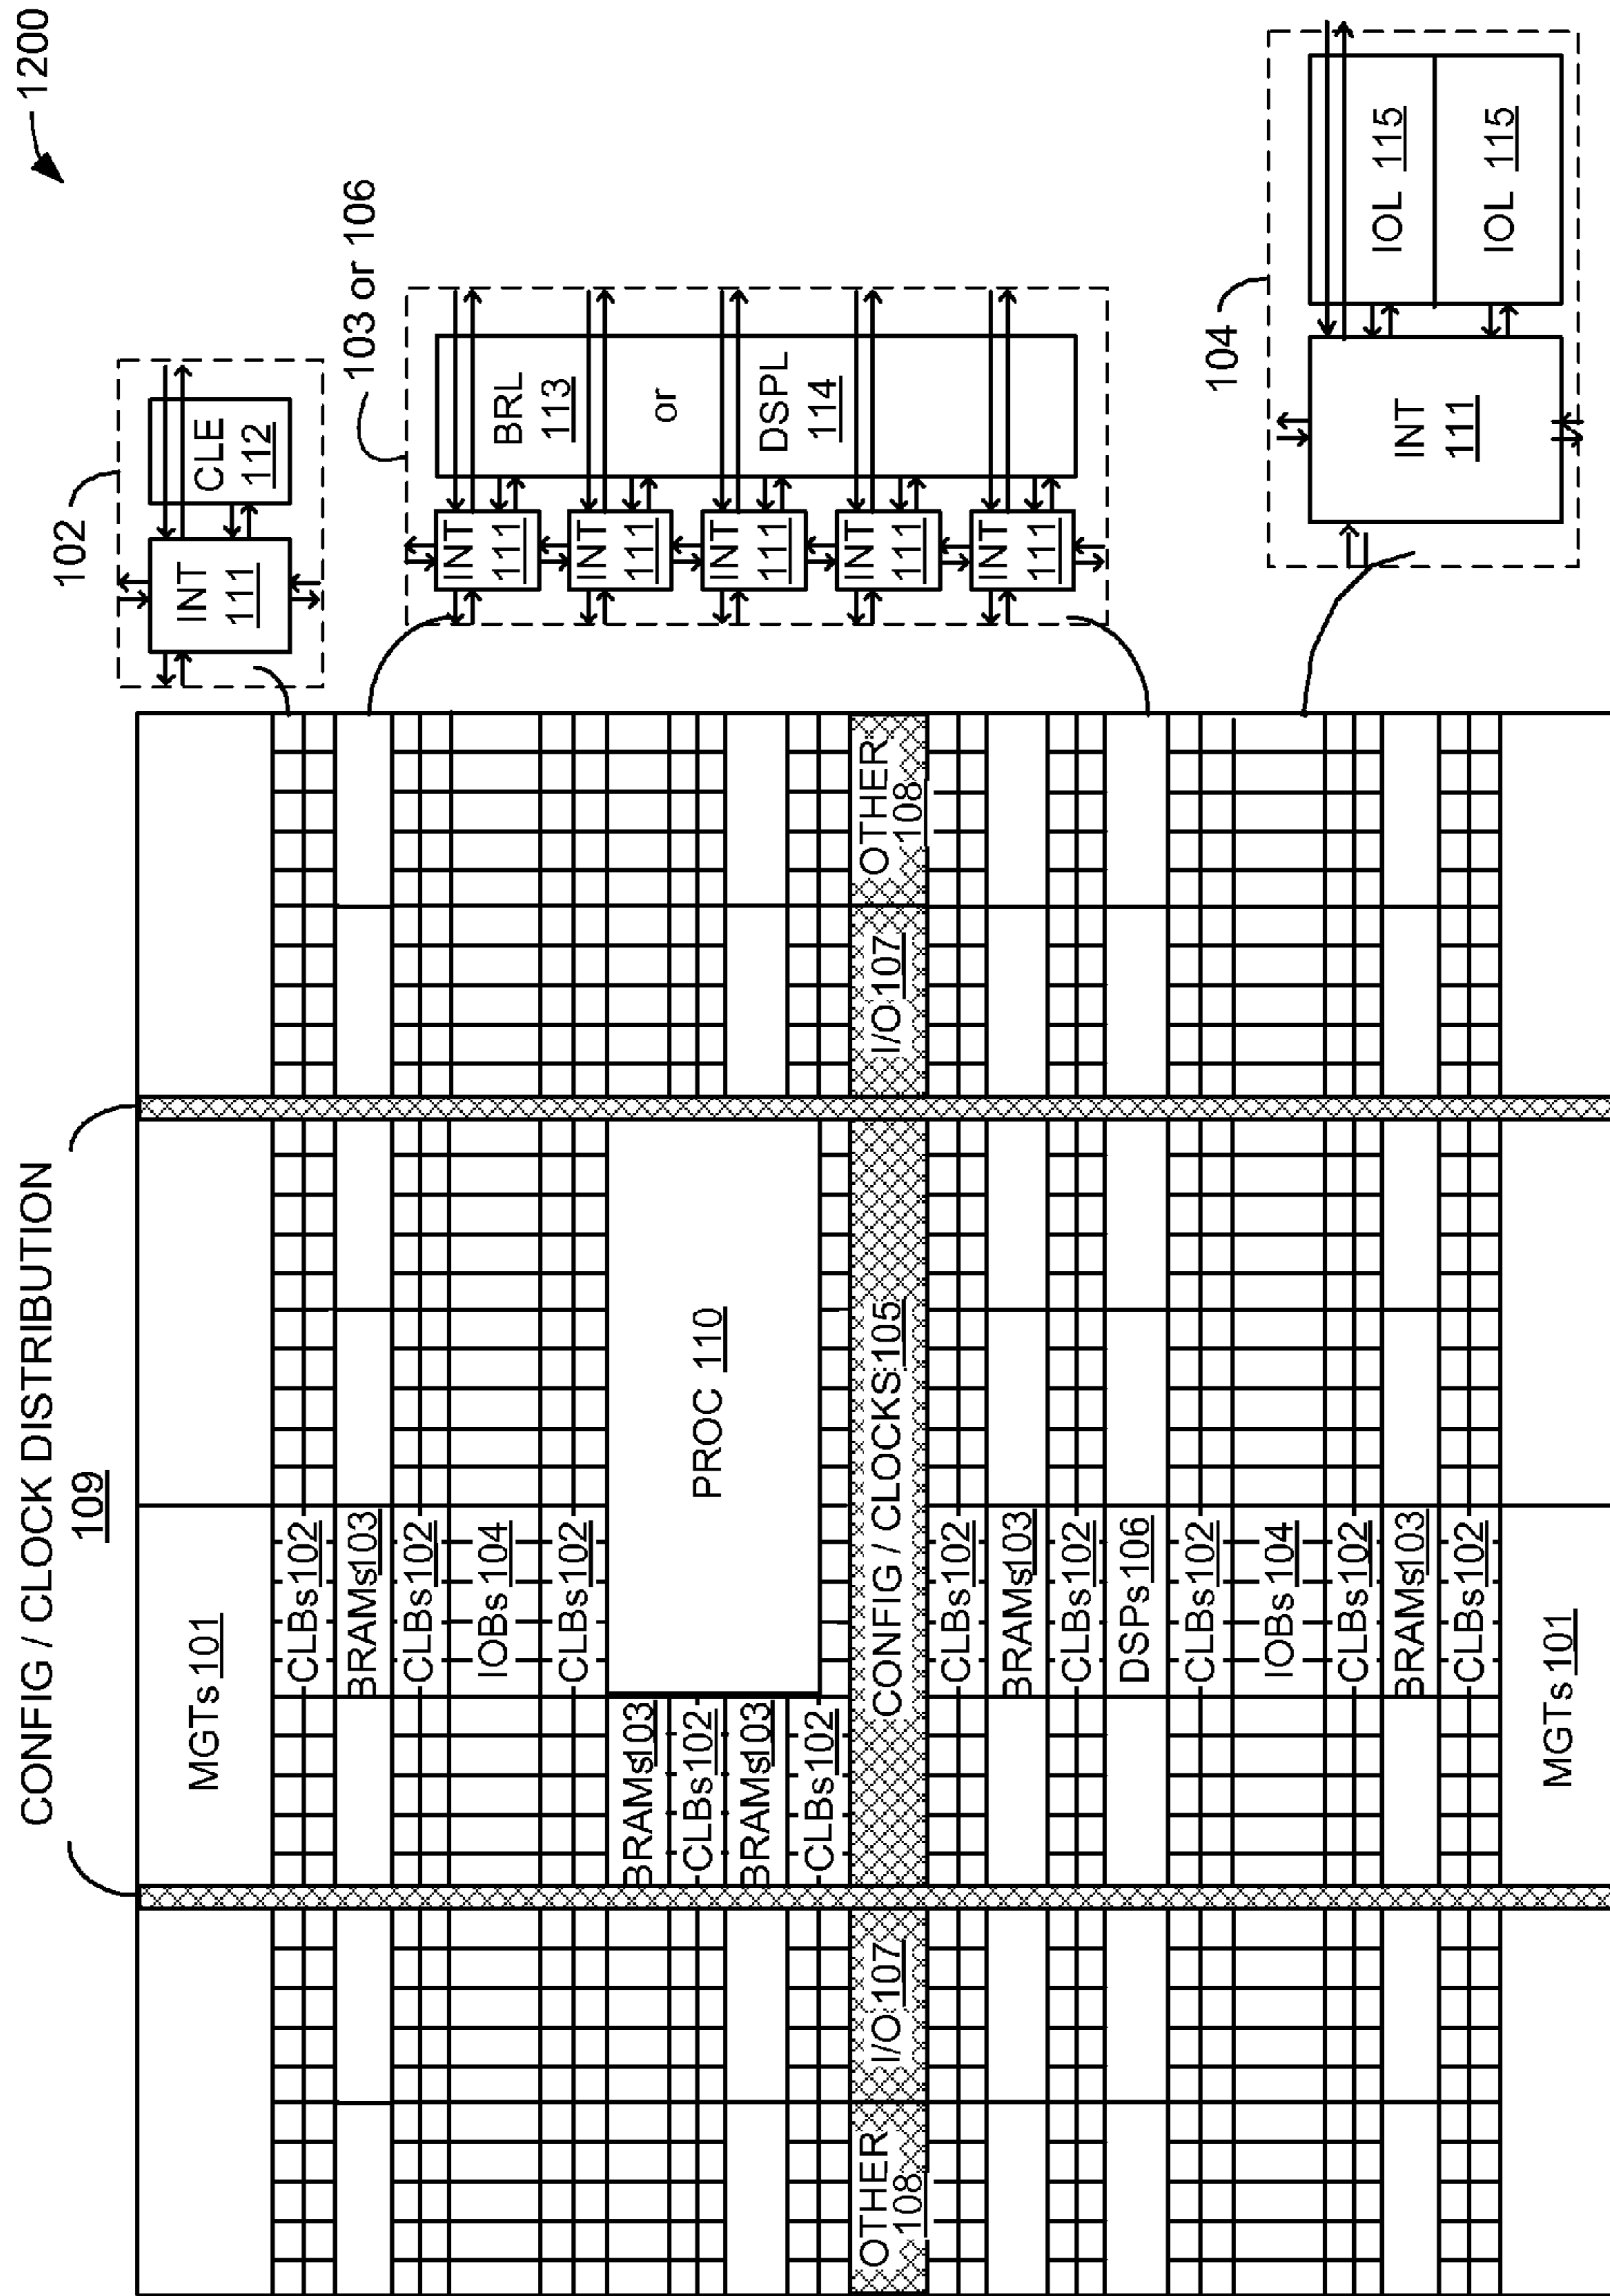 1200
CONFIG / CLOCK DISTRIBUTION
109
MGTs 101
CLBs 102
BRAMs 103
CLBs 102
IOBs 104
CLBs 102
BRAMs 103
CLBs 102
BRAMs 103
CLBs 102
PROC 110
OTHER
108
I/O 107
CONFIG / CLOCKS 105
I/O 107
OTHER
108
CLBs 102
BRAMs 103
CLBs 102
DSPs 106
CLBs 102
IOBs 104
CLBs 102
BRAMs 103
CLBs 102
MGTs 101
102
INT
111
CLE
112
103 or 106
INT
111
INT
111
INT
111
INT
111
INT
111
BRL
113
or
DSPL
114
104
INT
111
IOL 115
IOL 115